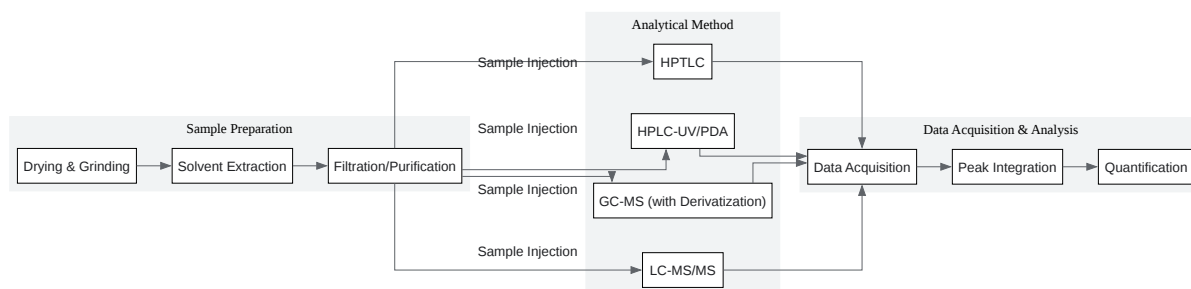 Analytical Method
Sample Injection
HPTLC
Sample Preparation
Sample Injection
HPLC-UV/PDA
Data Acquisition & Analysis
Drying & Grinding
Solvent Extraction
Filtration/Purification
Data Acquisition
Peak Integration
Quantification
Sample Injection
GC-MS (with Derivatization)
Sample Injection
LC-MS/MS